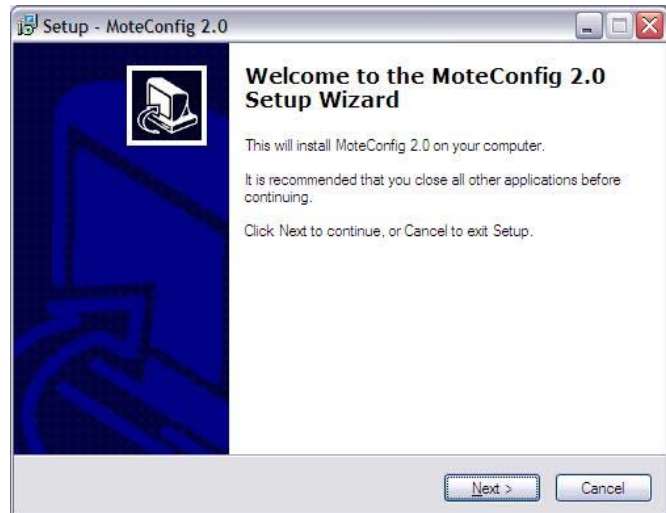 Setup - MoteConfig 2.0
Welcome to the MoteConfig 2.0
Setup Wizard
This will install MoteConfig 2.0 on your computer.
It is recommended that you close all other applications before
continuing.
Click Next to continue, or Cancel to exit Setup.
Next >
Cancel